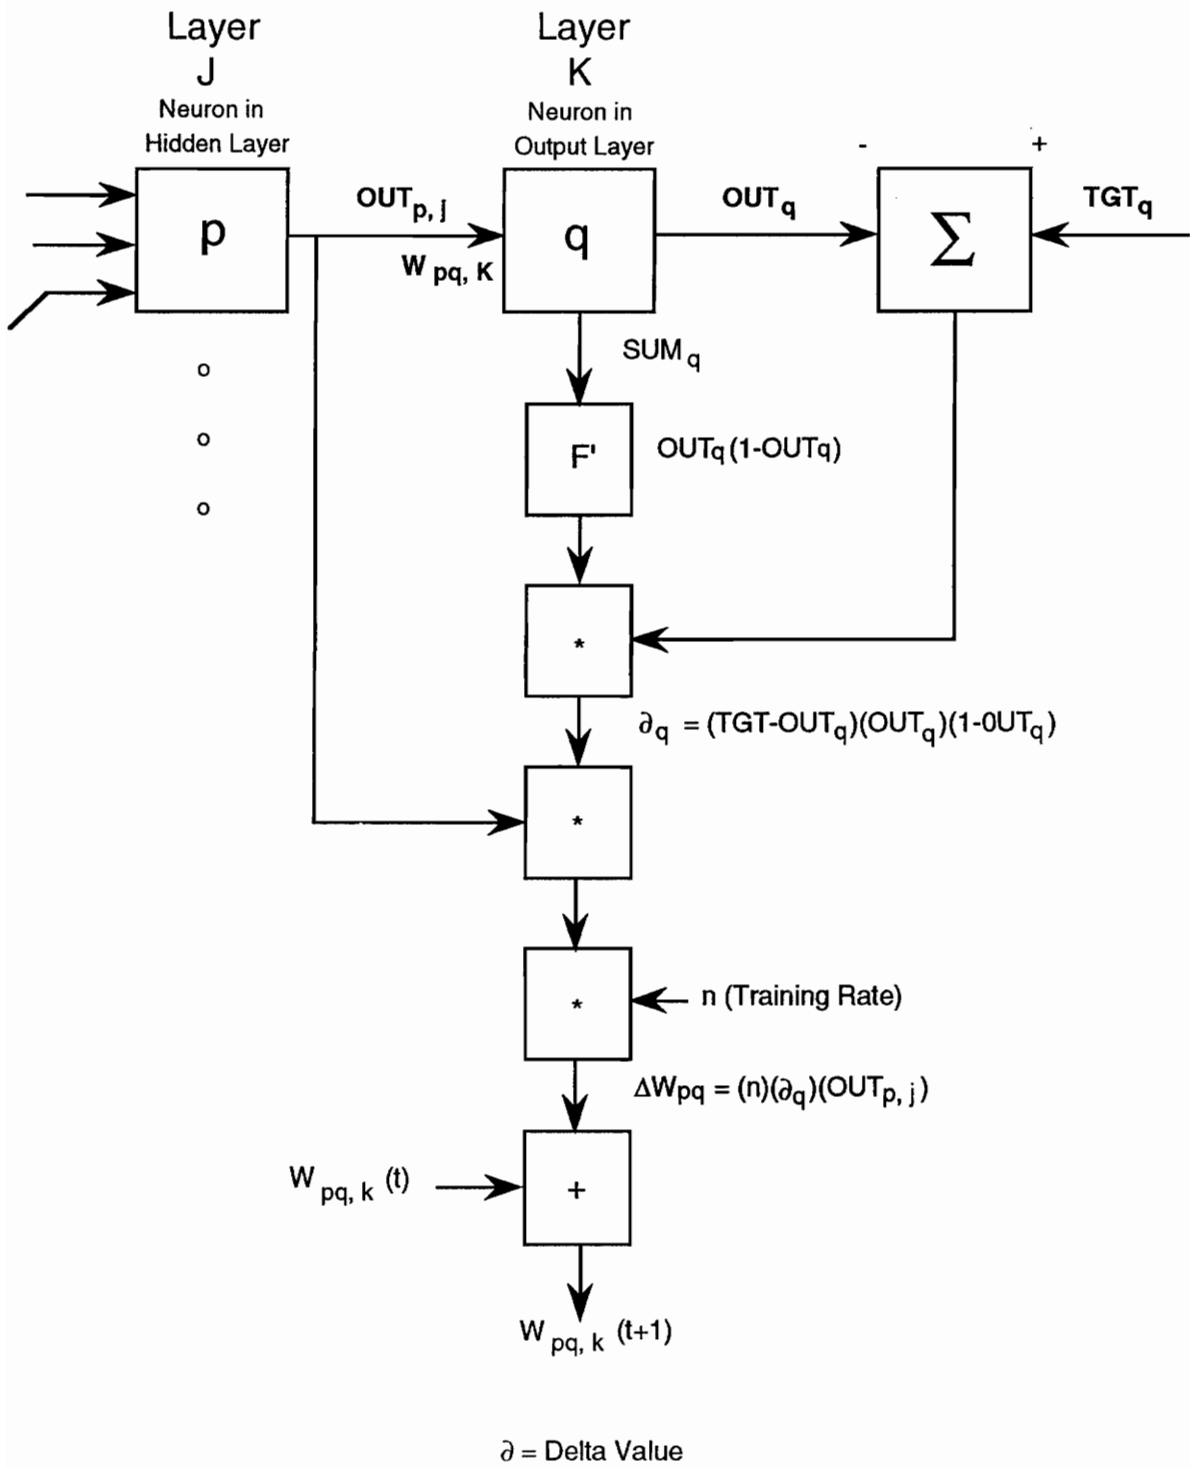 Layer
J
Neuron in
Hidden Layer
Layer
K
Neuron in
Output Layer
- +
p
OUTp, j
W pq, K
q
OUTq
Σ
TGTq
SUM q
F'
OUTq(1-OUTq)
*
∂q = (TGT-OUTq)(OUTq)(1-0UTq)
*
*
n (Training Rate)
ΔWpq = (n)(∂q)(OUTp, j)
W pq, k (t)
+
W pq, k (t+1)
∂ = Delta Value